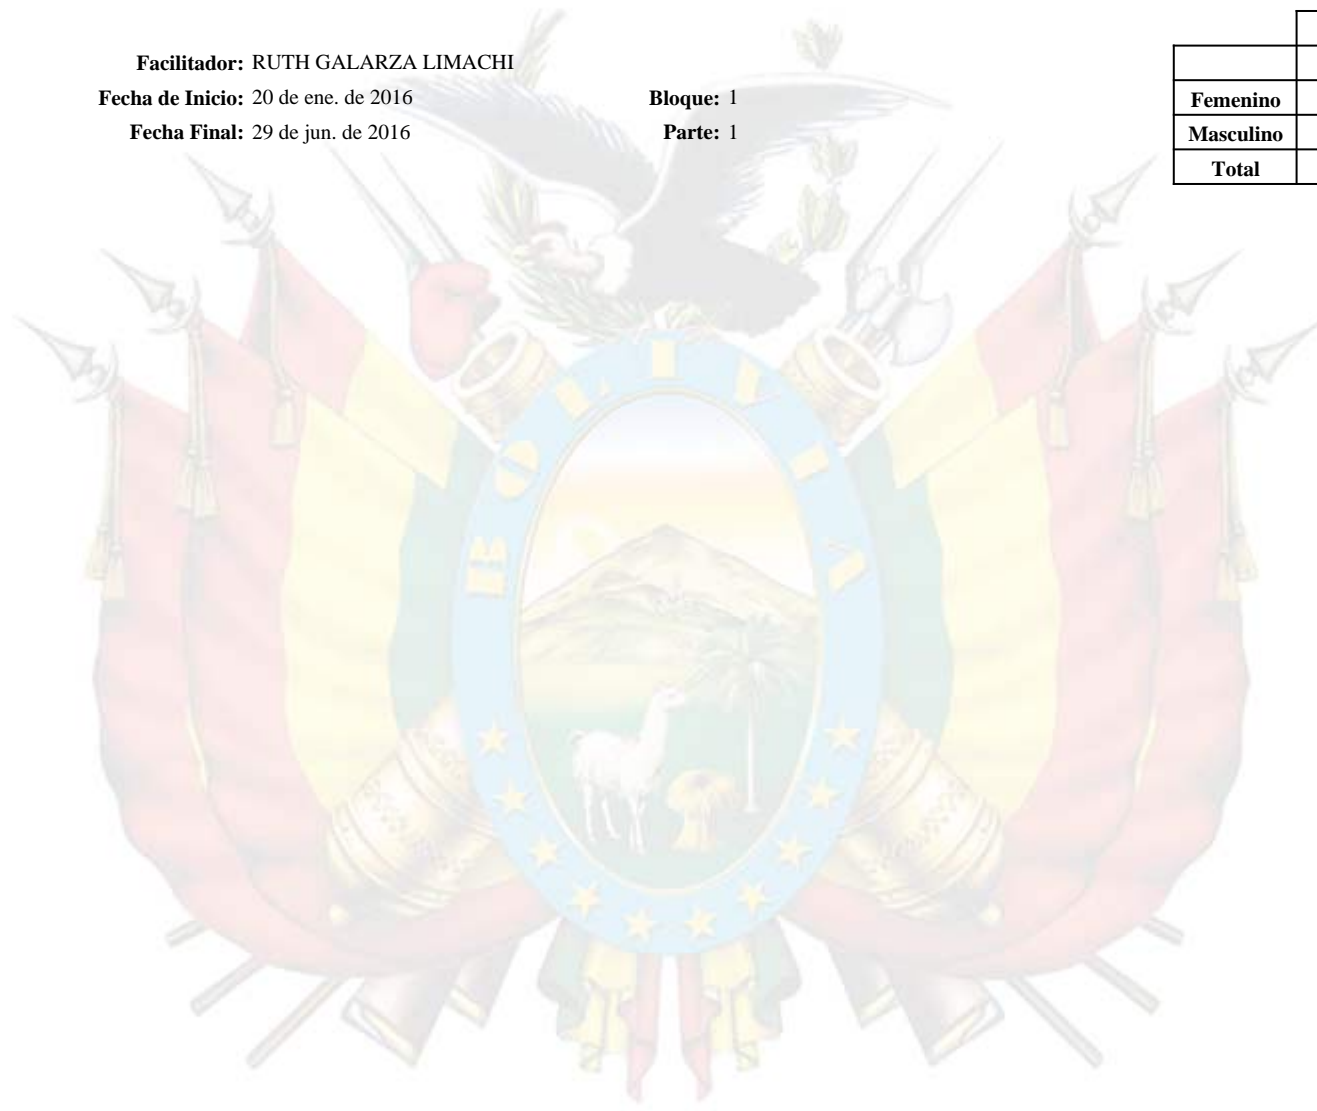 Facilitador: RUTH GALARZA LIMACHI
Fecha de Inicio: 20 de ene. de 2016 Bloque: 1
Fecha Final: 29 de jun. de 2016 Parte: 1
Femenino
Masculino
Total
BOLIVIA